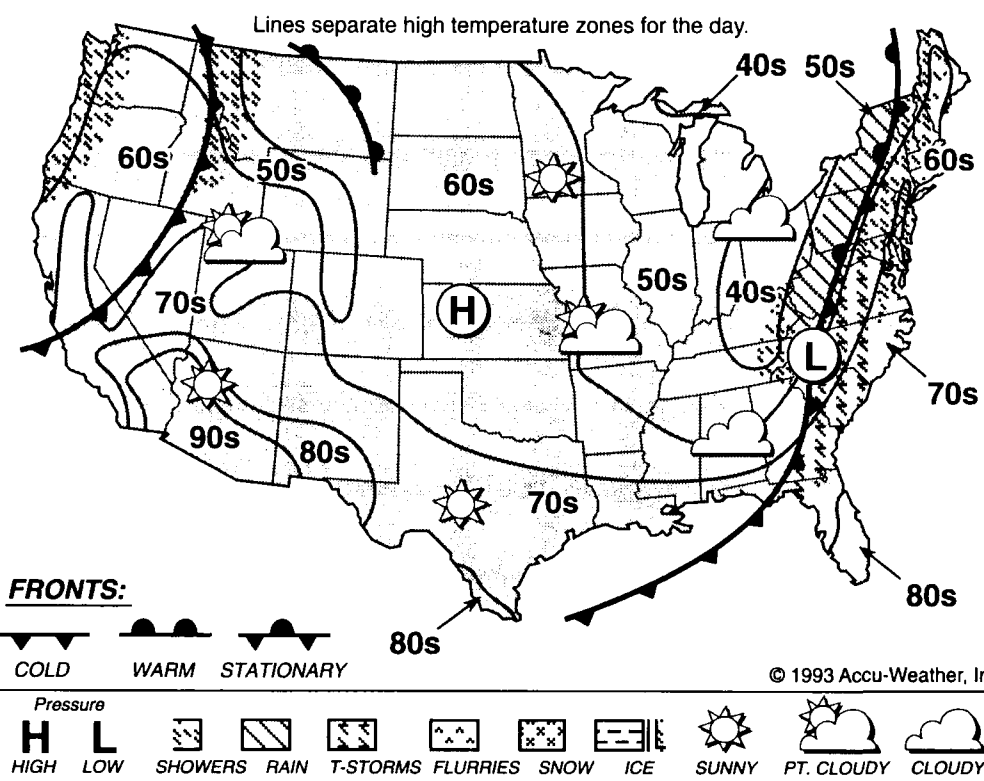 Lines separate high temperature zones for the day.
40s 50s
60s
50s
60s
60s
70s
50s
40s
H
L
70s
90s
80s
70s
80s
80s
FRONTS:
COLD WARM STATIONARY
© 1993 Accu-Weather, In
Pressure
H L
HIGH LOW SHOWERS RAIN T-STORMS FLURRIES SNOW ICE SUNNY PT. CLOUDY CLOUDY